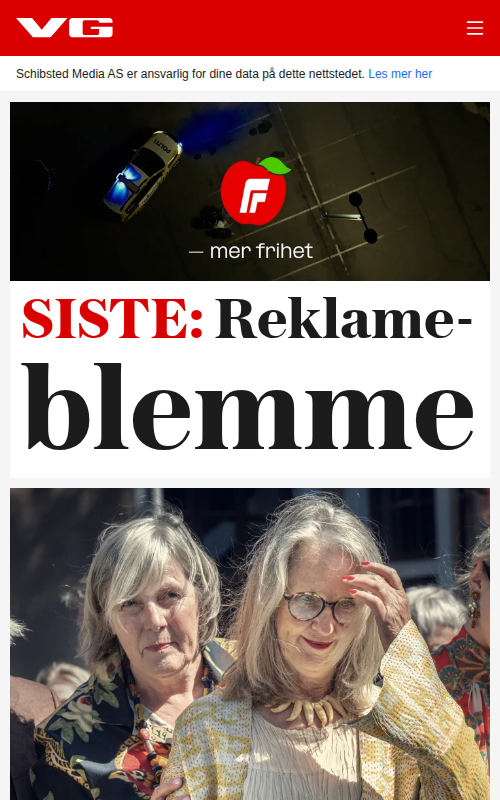 VG
Schibsted Media AS er ansvarlig for dine data på dette nettstedet. Les mer her
POLITI
– mer frihet
SISTE: Reklame-
blemme